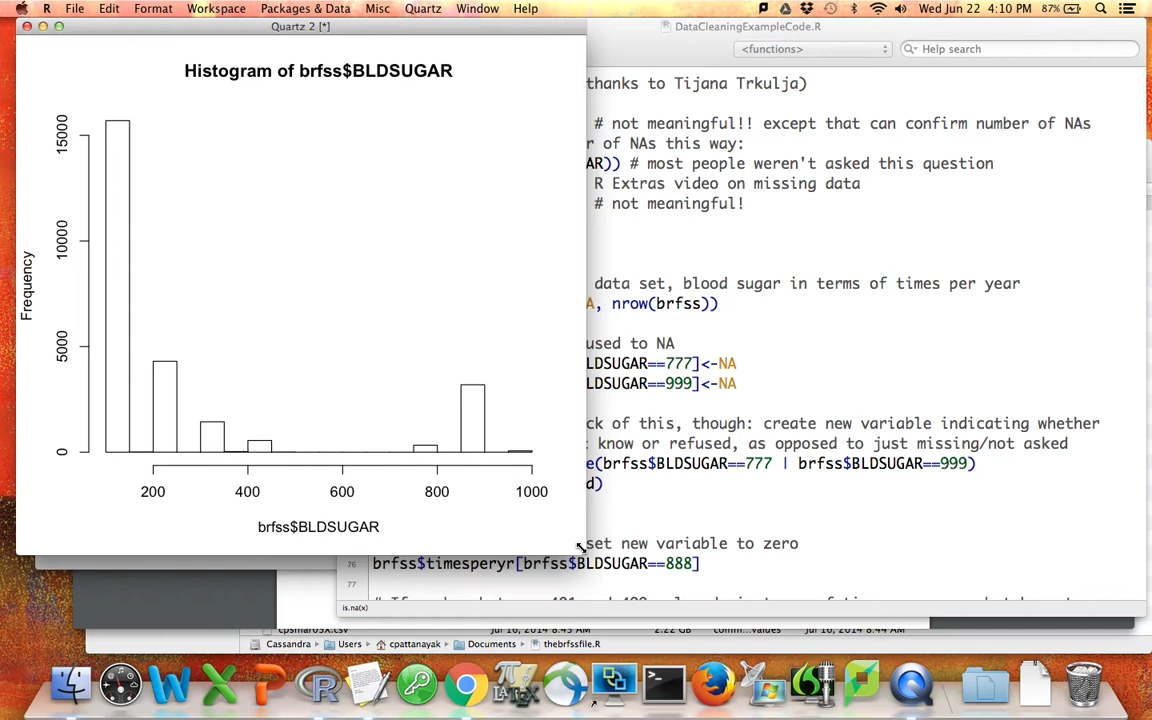 R File Edit Format Workspace Packages & Data Misc Quartz Window Help Wed Jun 22 4:10 PM 87%
Quartz 2 [*]
DataCleaningExampleCode.R
<functions>
Help search
Histogram of brfss$BLDSUGAR
15000
10000
5000
0
Frequency
200 400 600 800 1000
brfss$BLDSUGAR
thanks to Tijana Trkulja)
# not meaningful!! except that can confirm number of NAs
r of NAs this way:
AR)) # most people weren't asked this question
R Extras video on missing data
# not meaningful!
data set, blood sugar in terms of times per year
A, nrow(brfss))
used to NA
LDSUGAR==777]<-NA
LDSUGAR==999]<-NA
ck of this, though: create new variable indicating whether
know or refused, as opposed to just missing/not asked
e(brfss$BLDSUGAR==777 | brfss$BLDSUGAR==999)
d)
set new variable to zero
76 brfss$timesperyr[brfss$BLDSUGAR==888]
77
is.na(x)
Jul 16, 2014 8:44 AM
Cassandra Users cpattanayak Documents thebrfssfile.R